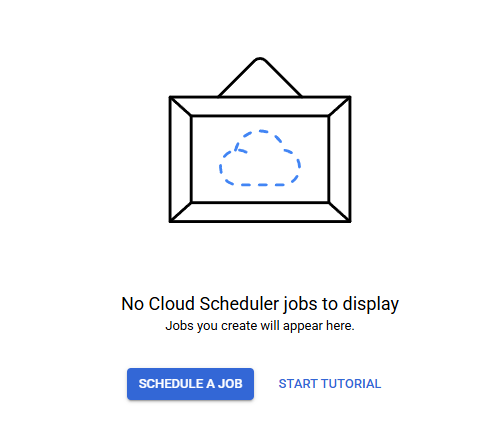 No Cloud Scheduler jobs to display
Jobs you create will appear here.
SCHEDULE A JOB
START TUTORIAL